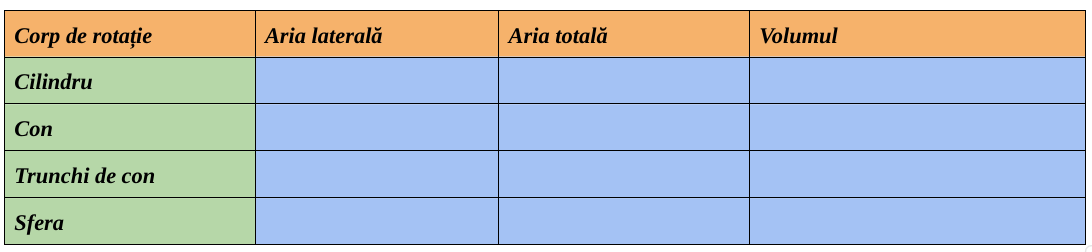 Corp de rotație Aria laterală Aria totală Volumul
Cilindru
Con
Trunchi de con
Sfera